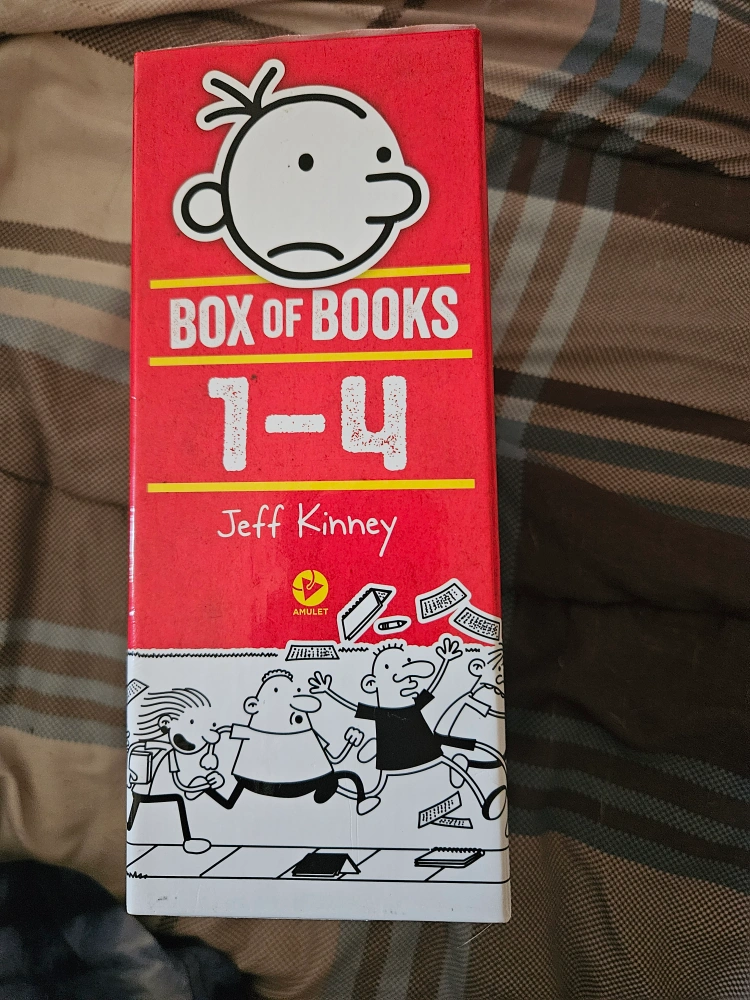 BOX OF BOOKS
1-4
Jeff Kinney
AMULET